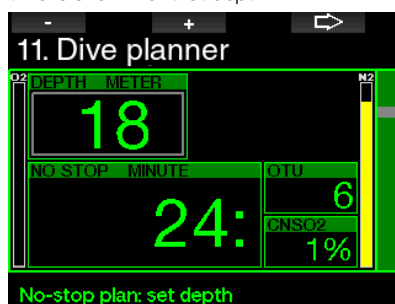 - +
11. Dive planner
O2 DEPTH METER N2
18
NO STOP MINUTE OTU
6
24:
CNSO2
1%
No-stop plan: set depth